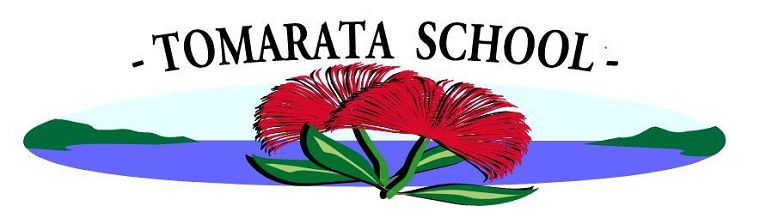 - TOMARATA SCHOOL -